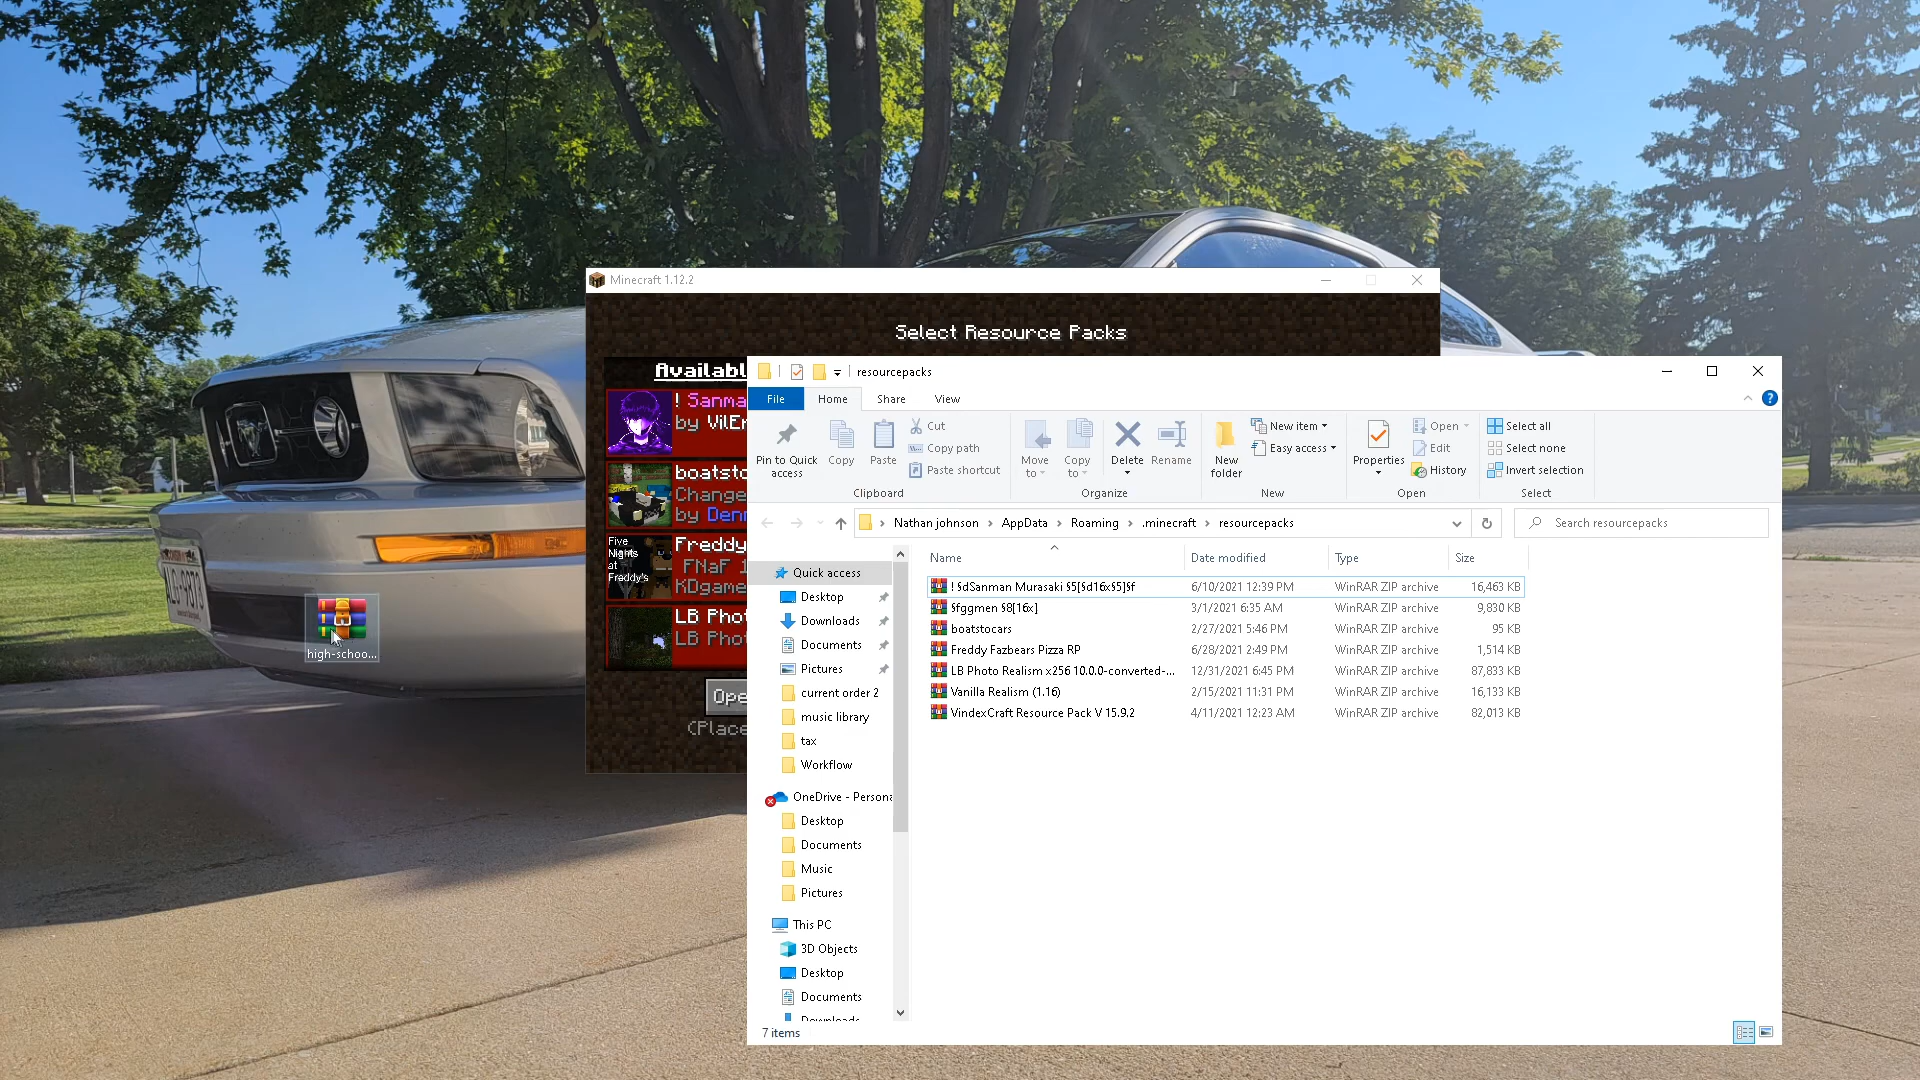 Minecraft 1.12.2
Select Resource Packs
Availabl
! Sanma
by VilEr
boatsto
Change
by Denn
Five
Nights
at
Freddy's
Freddy
FNaF 1
KDgame
LB Phot
LB Phot
Ope
(Place
high-schoo...
resourcepacks
File
Home
Share
View
Pin to Quick
access
Copy
Paste
Cut
Copy path
Paste shortcut
Clipboard
Move
to
Copy
to
Delete
Rename
Organize
New
folder
New item
Easy access
New
Properties
Open
Edit
History
Open
Select all
Select none
Invert selection
Select
Nathan johnson > AppData > Roaming > .minecraft > resourcepacks
Search resourcepacks
Quick access
Desktop
Downloads
Documents
Pictures
current order 2
music library
tax
Workflow
OneDrive - Persona
Desktop
Documents
Music
Pictures
This PC
3D Objects
Desktop
Documents
Downloads
Name Date modified Type Size
! §dSanman Murasaki §5[§d16x§5]§f 6/10/2021 12:39 PM WinRAR ZIP archive 16,463 KB
§fggmen §8[16x] 3/1/2021 6:35 AM WinRAR ZIP archive 9,830 KB
boatstocars 2/27/2021 5:46 PM WinRAR ZIP archive 95 KB
Freddy Fazbears Pizza RP 6/28/2021 2:49 PM WinRAR ZIP archive 1,514 KB
LB Photo Realism x256 10.0.0-converted-... 12/31/2021 6:45 PM WinRAR ZIP archive 87,833 KB
Vanilla Realism (1.16) 2/15/2021 11:31 PM WinRAR ZIP archive 16,133 KB
VindexCraft Resource Pack V 15.9.2 4/11/2021 12:23 AM WinRAR ZIP archive 82,013 KB
7 items